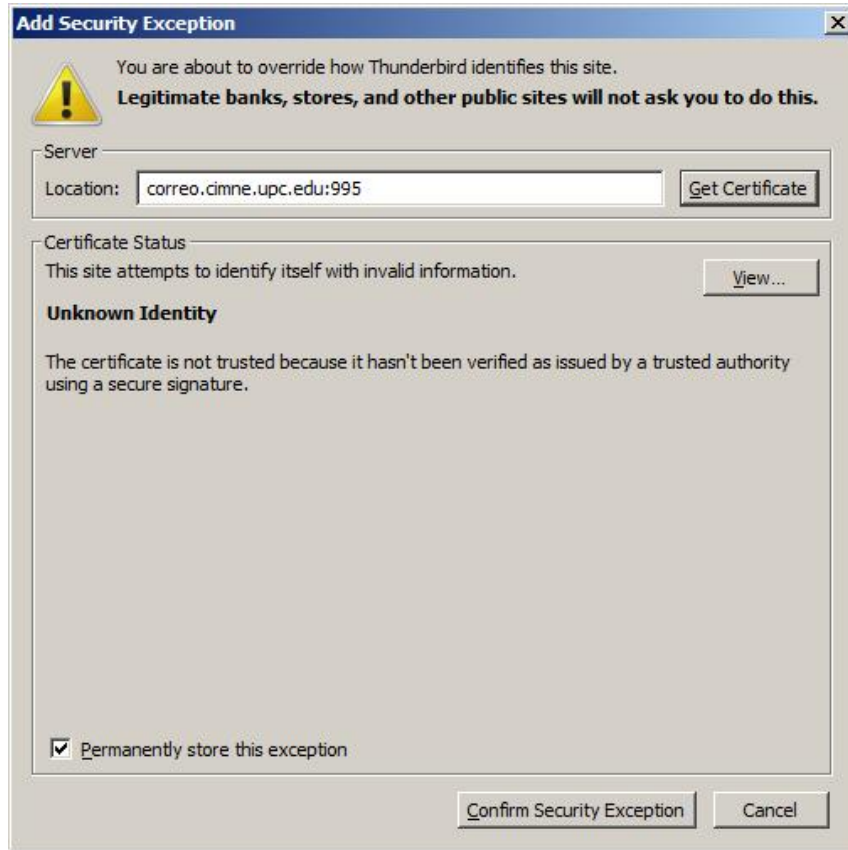 Add Security Exception
You are about to override how Thunderbird identifies this site.
Legitimate banks, stores, and other public sites will not ask you to do this.
Server
Location: correo.cimne.upc.edu:995 Get Certificate
Certificate Status
This site attempts to identify itself with invalid information. View...
Unknown Identity
The certificate is not trusted because it hasn't been verified as issued by a trusted authority
using a secure signature.
Permanently store this exception
Confirm Security Exception Cancel